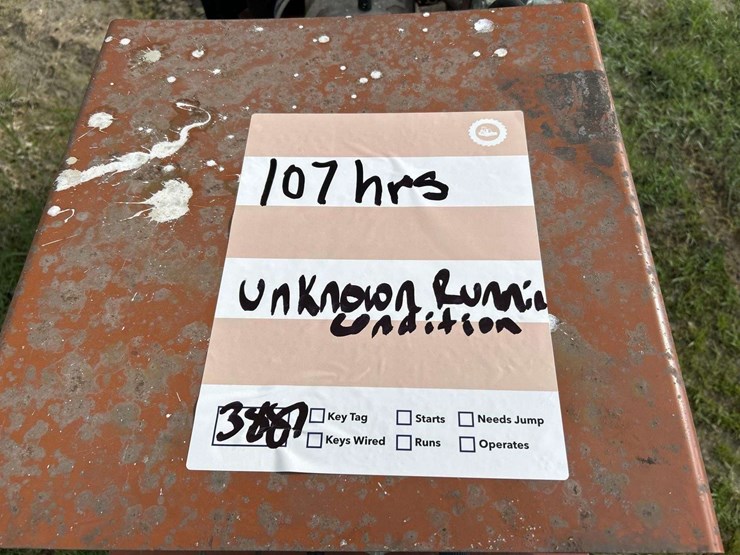 107 hrs
Unknown Runnin
Condition
3887
Key Tag
Starts
Needs Jump
Keys Wired
Runs
Operates